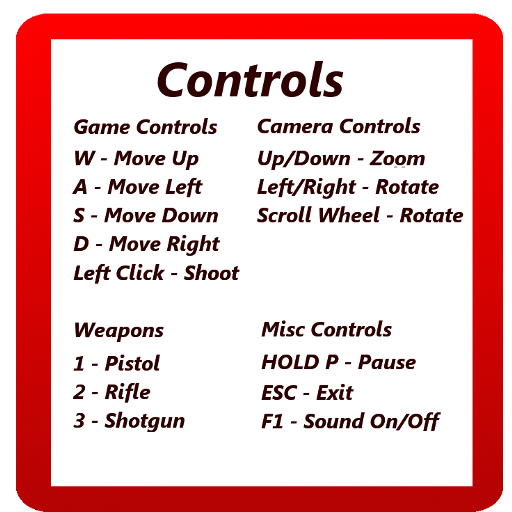 Controls
Game Controls
W - Move Up
A - Move Left
S - Move Down
D - Move Right
Left Click - Shoot
Camera Controls
Up/Down - Zoom
Left/Right - Rotate
Scroll Wheel - Rotate
Weapons
1 - Pistol
2 - Rifle
3 - Shotgun
Misc Controls
HOLD P - Pause
ESC - Exit
F1 - Sound On/Off